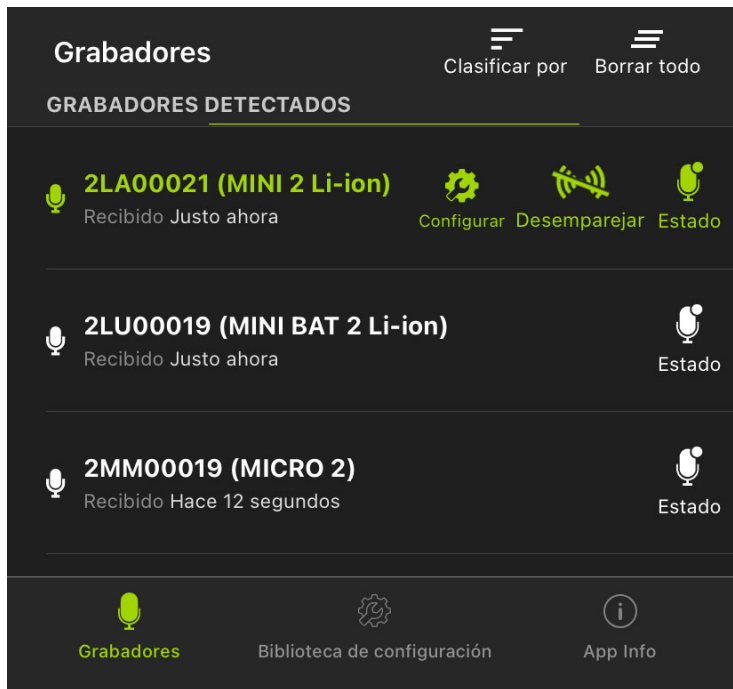 Grabadores
Clasificar por
Borrar todo
GRABADORES DETECTADOS
2LA00021 (MINI 2 Li-ion)
Recibido Justo ahora
Configurar
Desemparejar
Estado
2LU00019 (MINI BAT 2 Li-ion)
Recibido Justo ahora
Estado
2MM00019 (MICRO 2)
Recibido Hace 12 segundos
Estado
Grabadores
Biblioteca de configuración
App Info